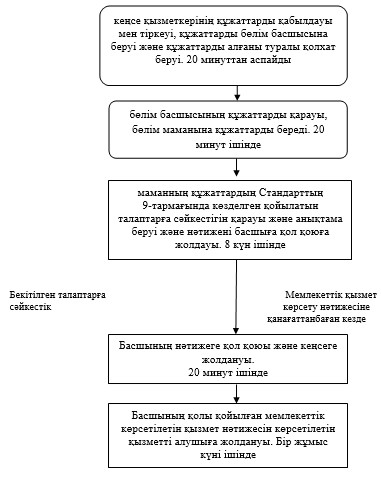 кеңсе қызметкерінің құжаттарды қабылдауы
мен тіркеуі, құжаттарды бөлім басшысына
беруі және құжаттарды алғаны туралы қолхат
беруі. 20 минуттан аспайды
бөлім басшысының құжаттарды қарауы,
бөлім маманына құжаттарды береді. 20
минут ішінде
маманның құжаттардың Стандарттың
9-тармағында көзделген қойылатын
талаптарға сәйкестігін қарауы және анықтама
беруі және нәтижені басшыға қол қоюға
жолдауы. 8 күн ішінде
Бекітілген талаптарға
сәйкестік
Мемлекеттік қызмет
көрсету нәтижесіне
қанағаттанбаған кезде
Басшының нәтижеге қол қоюы және кеңсеге
жолдануы.
20 минут ішінде
Басшының қолы қойылған мемлекеттік
көрсетілетін қызмет нәтижесін көрсетілетін
қызметті алушыға жолдануы. Бір жұмыс
күні ішінде